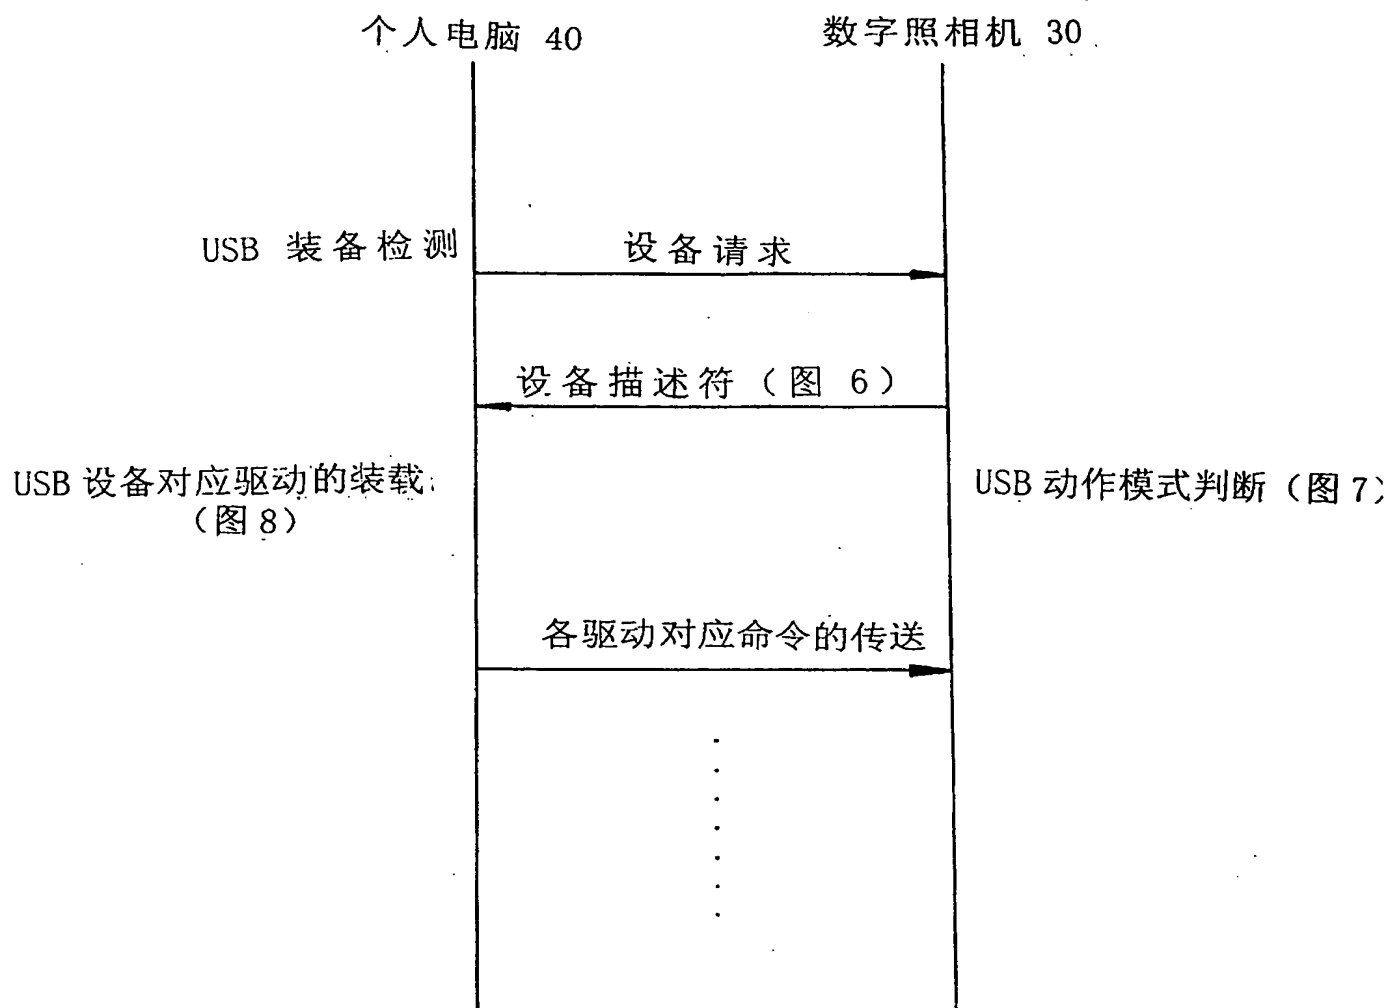 个人电脑 40
数字照相机 30
USB 装备检测
设备请求
设备描述符（图 6）
USB 设备对应驱动的装载
（图 8）
USB 动作模式判断（图 7）
各驱动对应命令的传送